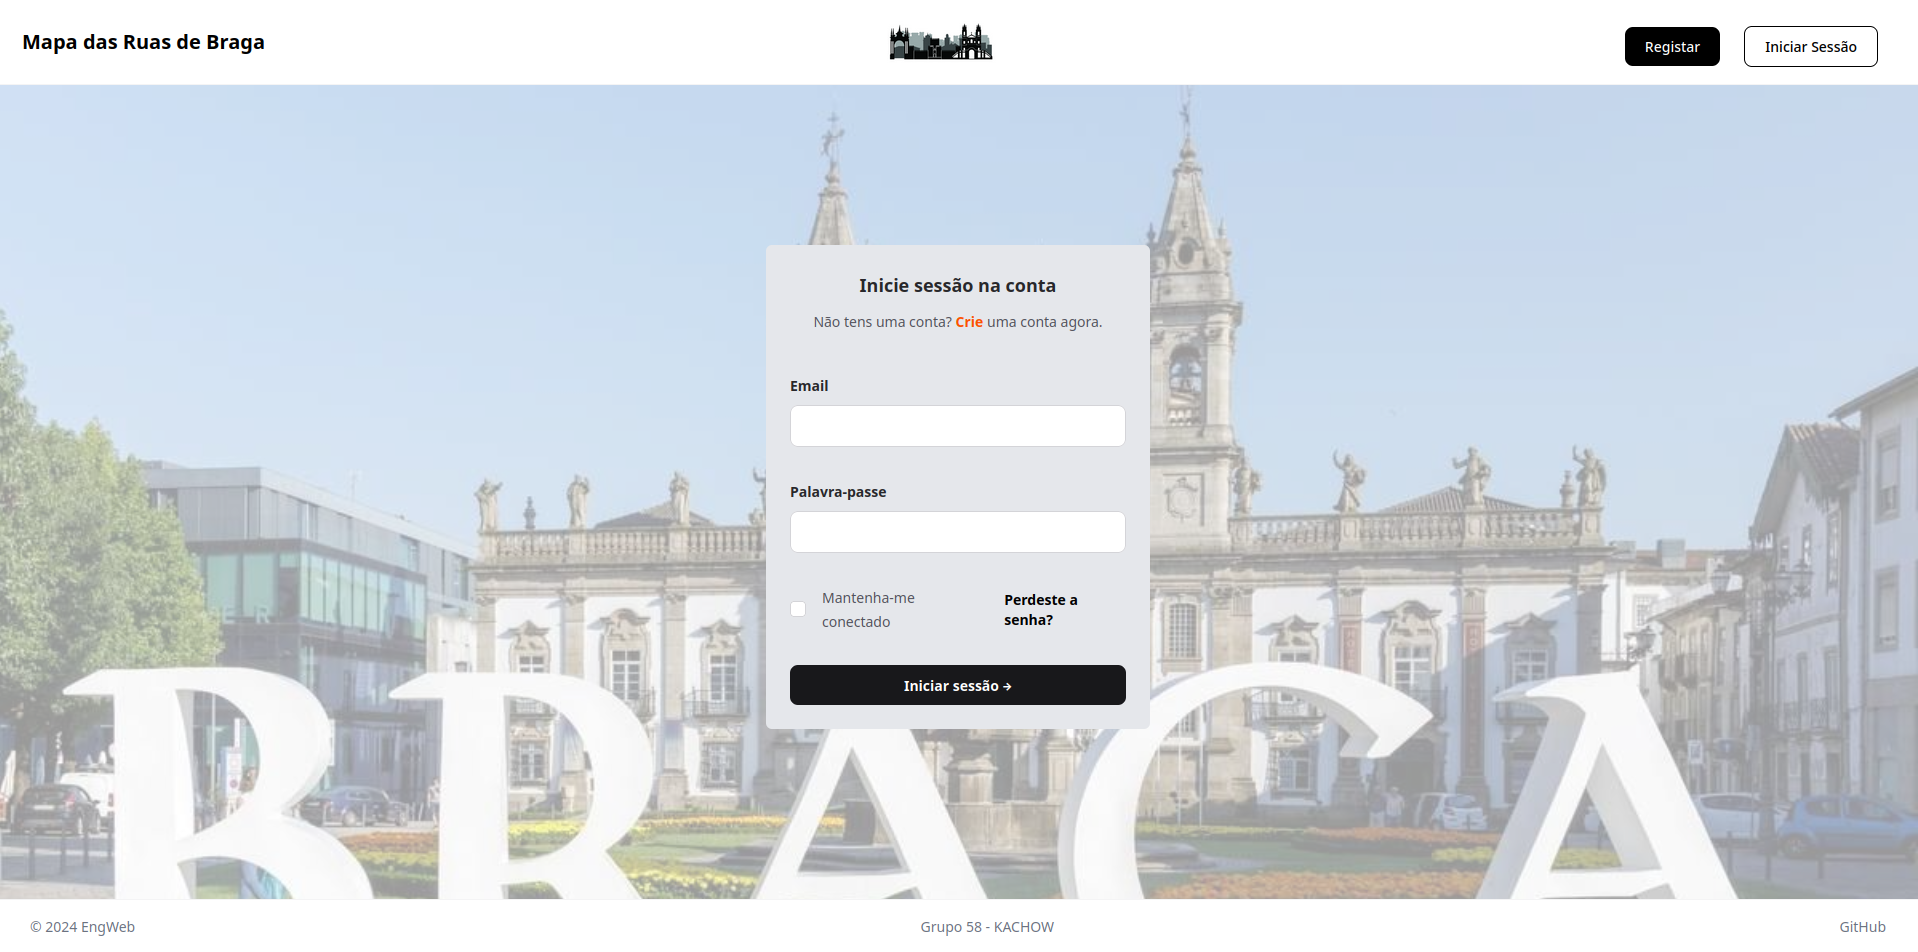 Mapa das Ruas de Braga
Registar
Iniciar Sessão
Inicie sessão na conta
Não tens uma conta? Crie uma conta agora.
Email
Palavra-passe
Mantenha-me
conectado
Perdeste a
senha?
Iniciar sessão →
BRAGA
© 2024 EngWeb
Grupo 58 - KACHOW
GitHub